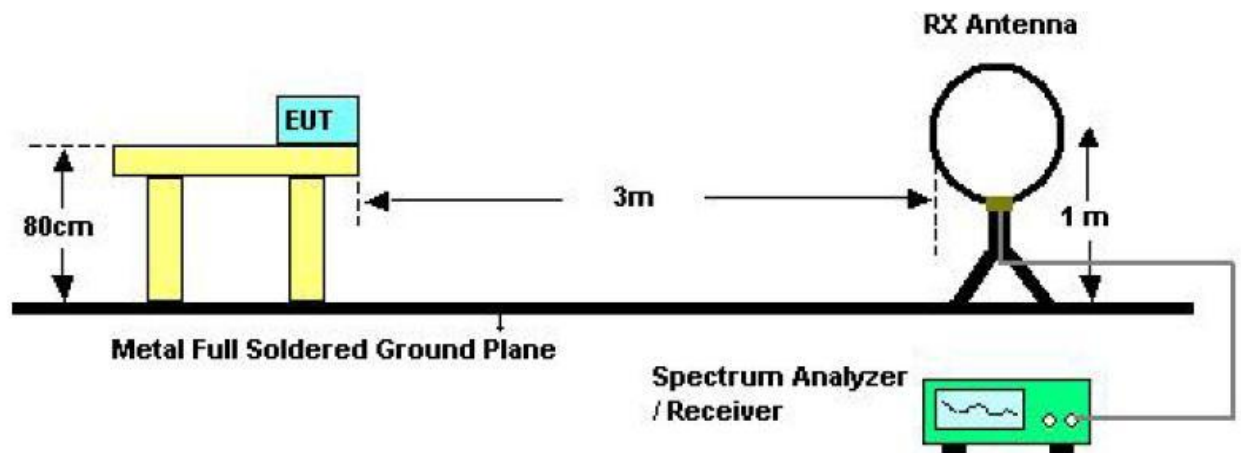 RX Antenna
EUT
80cm
3m
1 m
Metal Full Soldered Ground Plane
Spectrum Analyzer
/ Receiver